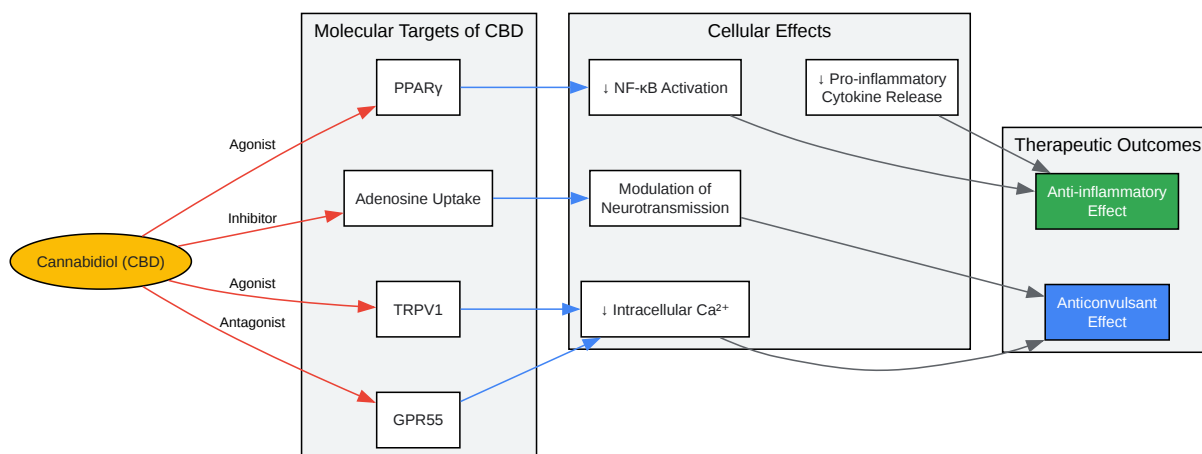 Molecular Targets of CBD
Cellular Effects
PPARγ
↓ NF-κB Activation
↓ Pro-inflammatory
Cytokine Release
Therapeutic Outcomes
Agonist
Adenosine Uptake
Modulation of
Neurotransmission
Anti-inflammatory
Effect
Inhibitor
Cannabidiol (CBD)
Agonist
TRPV1
↓ Intracellular Ca²⁺
Anticonvulsant
Effect
Antagonist
GPR55